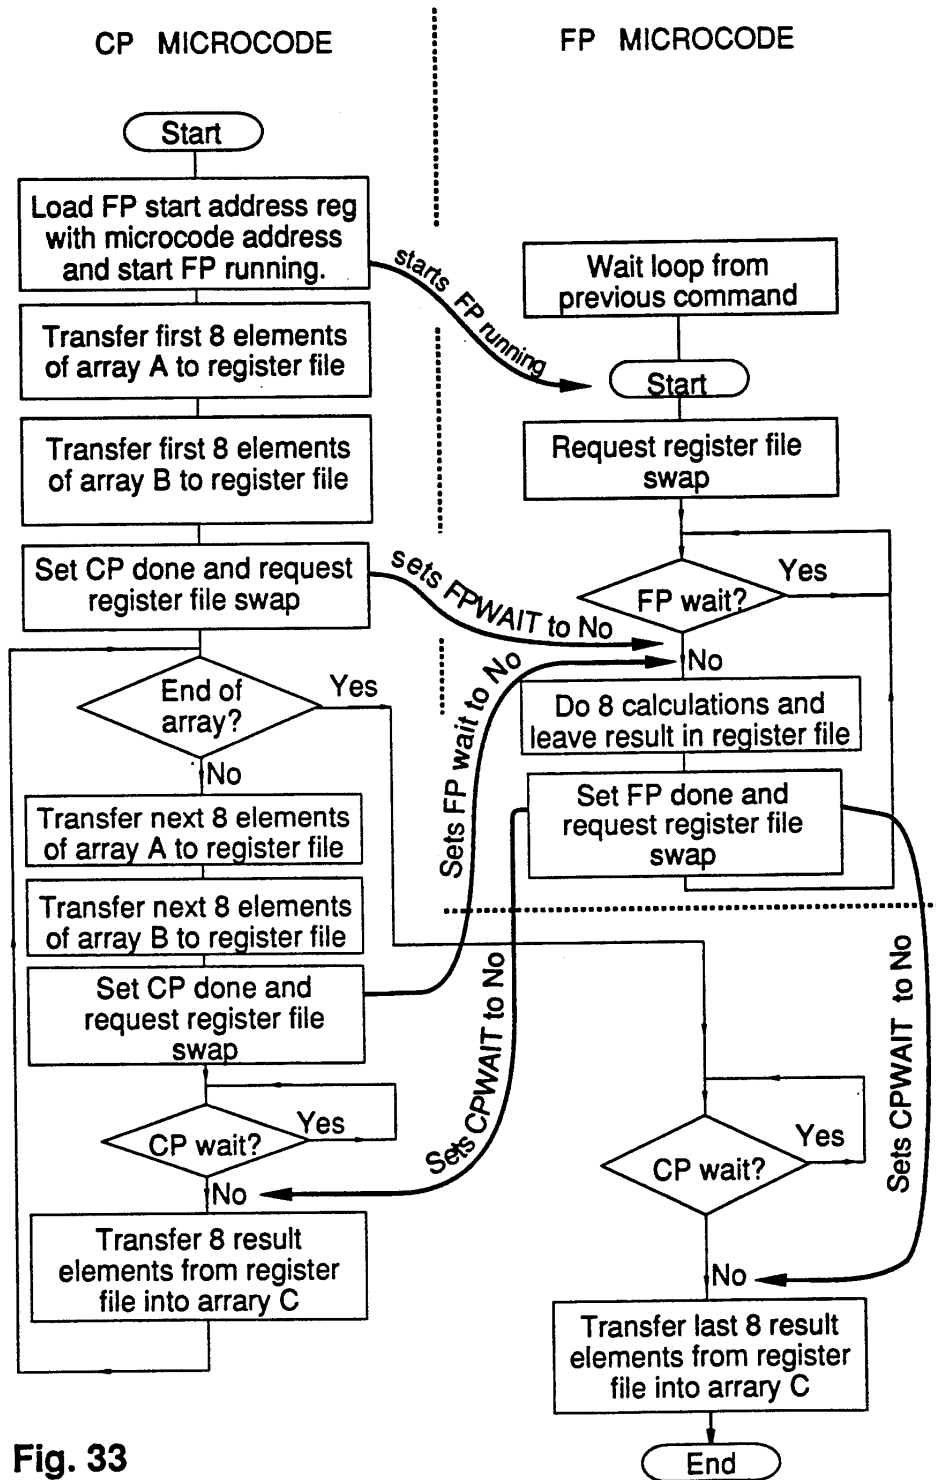 CP MICROCODE
FP MICROCODE
Start
Load FP start address reg
with microcode address
and start FP running.
Transfer first 8 elements
of array A to register file
Transfer first 8 elements
of array B to register file
Set CP done and request
register file swap
End of
array?
Yes
No
Transfer next 8 elements
of array A to register file
Transfer next 8 elements
of array B to register file
Set CP done and
request register file
swap
CP wait?
Yes
No
Transfer 8 result
elements from register
file into arrary C
starts FP running
sets FPWAIT to No
Sets FP wait to No
Sets CPWAIT to No
Wait loop from
previous command
Start
Request register file
swap
FP wait?
Yes
No
Do 8 calculations and
leave result in register file
Set FP done and
request register file
swap
Sets CPWAIT to No
CP wait?
Yes
No
Transfer last 8 result
elements from register
file into arrary C
End
Fig. 33